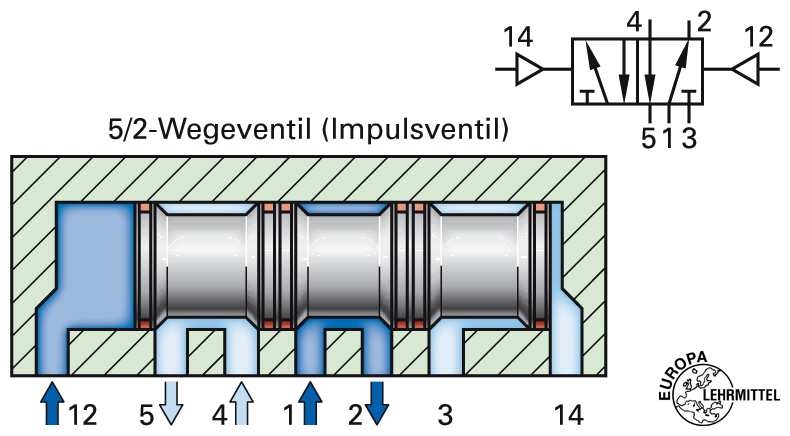 4 2
14 12
5 1 3
5/2-Wegeventil (Impulsventil)
12 5 4 1 2 3 14
EUROPA
LEHRMITTEL